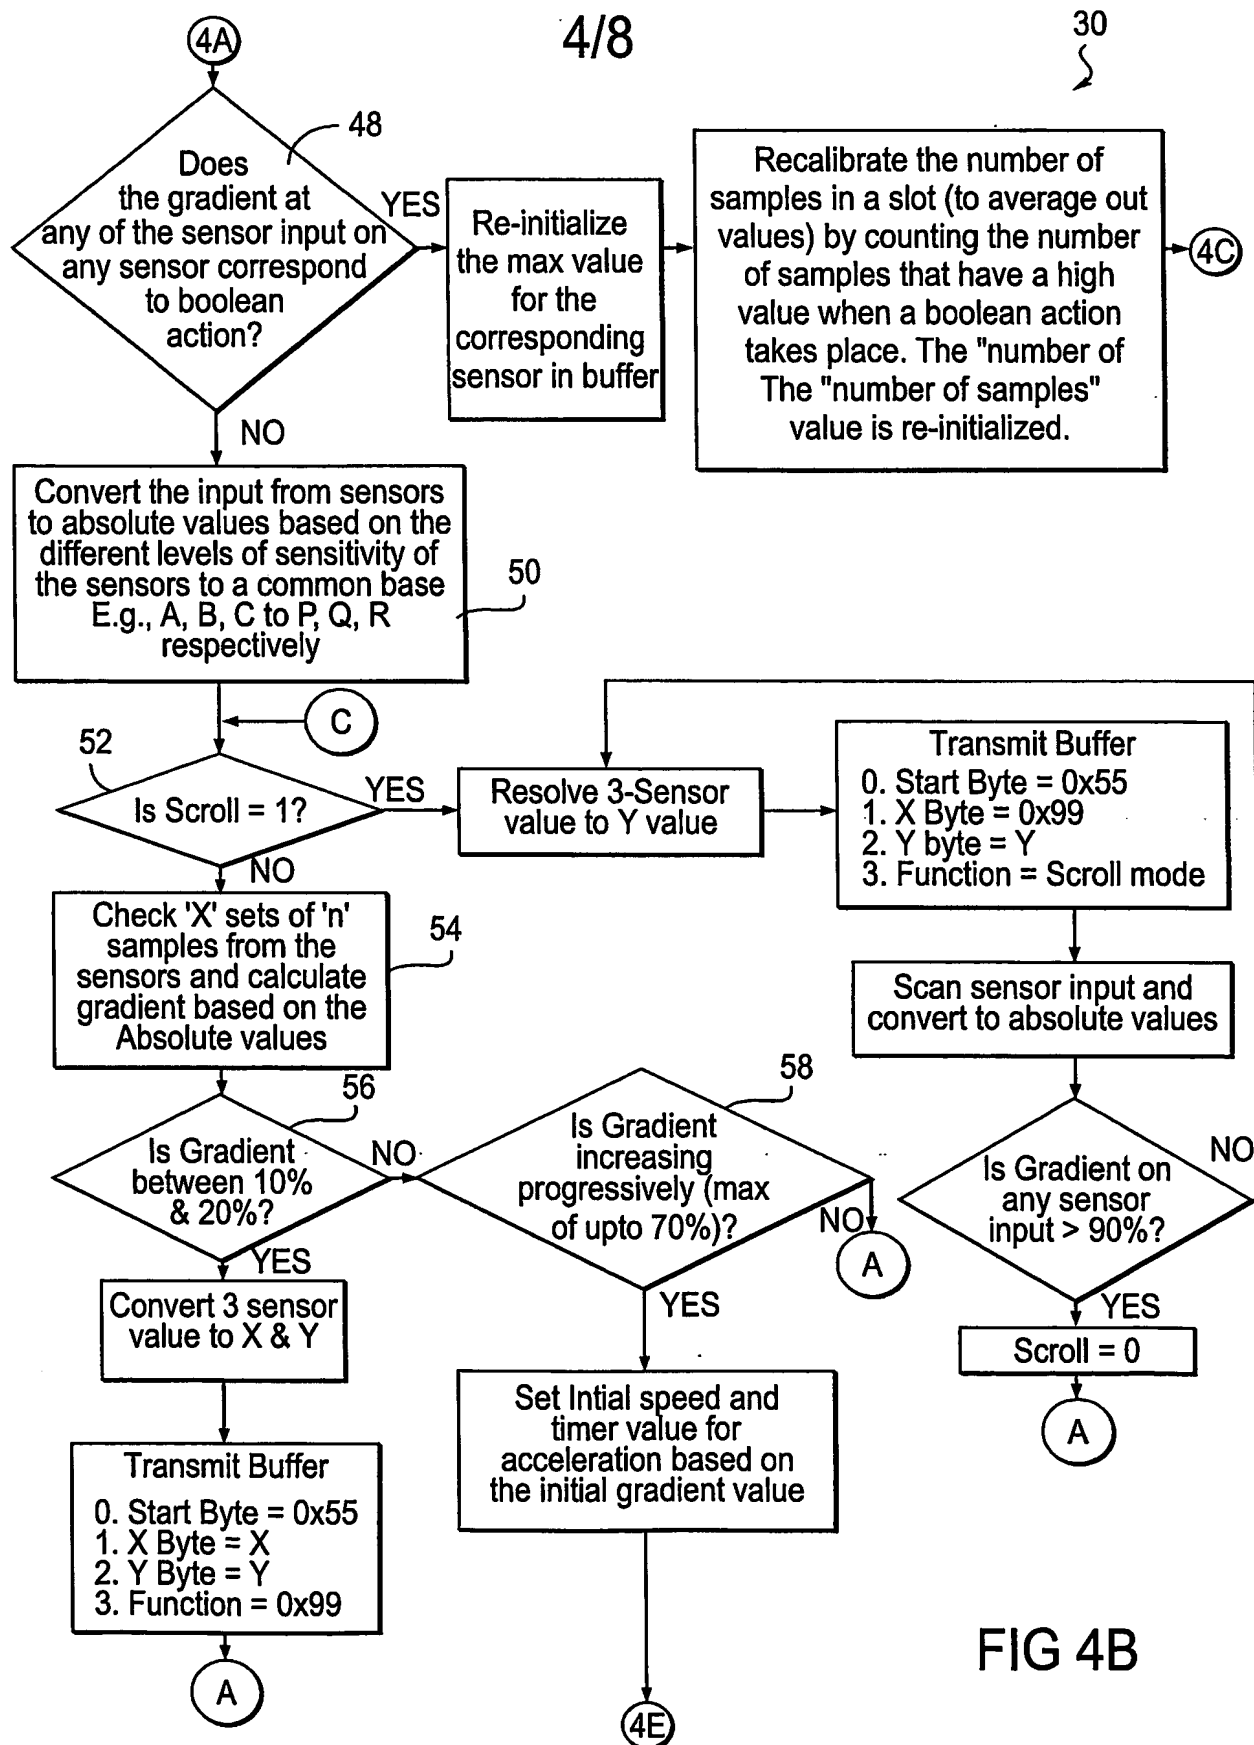 4/8
30
4A
48
Does
the gradient at
any of the sensor input on
any sensor correspond
to boolean
action?
YES
Re-initialize
the max value
for the
corresponding
sensor in buffer
Recalibrate the number of
samples in a slot (to average out
values) by counting the number
of samples that have a high
value when a boolean action
takes place. The "number of
The "number of samples"
value is re-initialized.
4C
NO
Convert the input from sensors
to absolute values based on the
different levels of sensitivity of
the sensors to a common base
E.g., A, B, C to P, Q, R
respectively
50
C
52
Is Scroll = 1?
YES
Resolve 3-Sensor
value to Y value
Transmit Buffer
0. Start Byte = 0x55
1. X Byte = 0x99
2. Y byte = Y
3. Function = Scroll mode
NO
Check 'X' sets of 'n'
samples from the
sensors and calculate
gradient based on the
Absolute values
54
Scan sensor input and
convert to absolute values
56
Is Gradient
between 10%
& 20%?
NO
58
Is Gradient
increasing
progressively (max
of upto 70%)?
NO
A
Is Gradient on
any sensor
input > 90%?
NO
YES
Convert 3 sensor
value to X & Y
YES
YES
Scroll = 0
A
Set Intial speed and
timer value for
acceleration based on
the initial gradient value
Transmit Buffer
0. Start Byte = 0x55
1. X Byte = X
2. Y Byte = Y
3. Function = 0x99
A
4E
FIG 4B